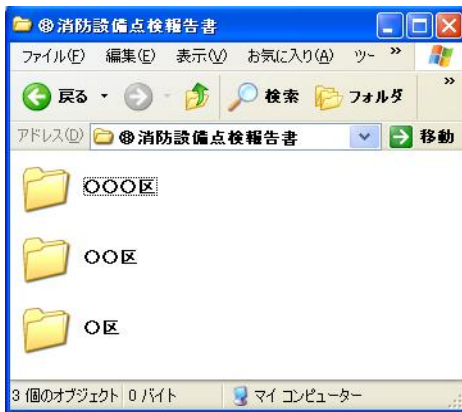 ㊕消防設備点検報告書
ファイル(F) 編集(E) 表示(V) お気に入り(A) ツー »
戻る 検索 フォルダ »
アドレス(D) ㊕消防設備点検報告書 移動
○○○区
○○区
○区
3 個のオブジェクト 0 バイト マイ コンピューター